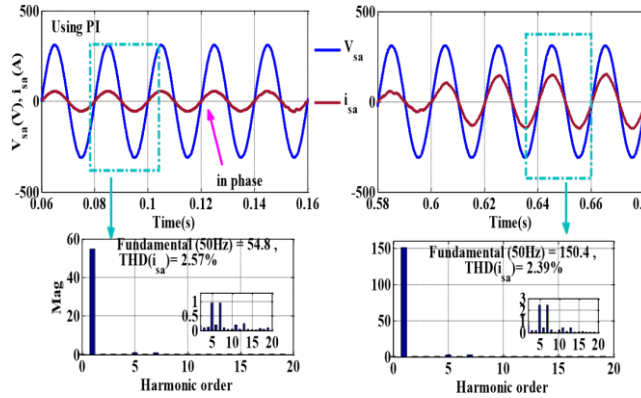 Using PI
V_sa(V), i_sa(A)
500
0
-500
in phase
0.06 0.08 0.1 0.12 0.14 0.16
Time(s)
V_sa
i_sa
500
0
-500
0.58 0.6 0.62 0.64 0.66
Time(s)
Fundamental (50Hz) = 54.8 ,
THD(i_sa)= 2.57%
Mag
60
40
20
0
1
0.5
0
5 10 15 20
0 5 10 15 20
Harmonic order
Fundamental (50Hz) = 150.4 ,
THD(i_sa)= 2.39%
150
100
50
0
3
2
1
0
5 10 15 20
0 5 10 15 20
Harmonic order